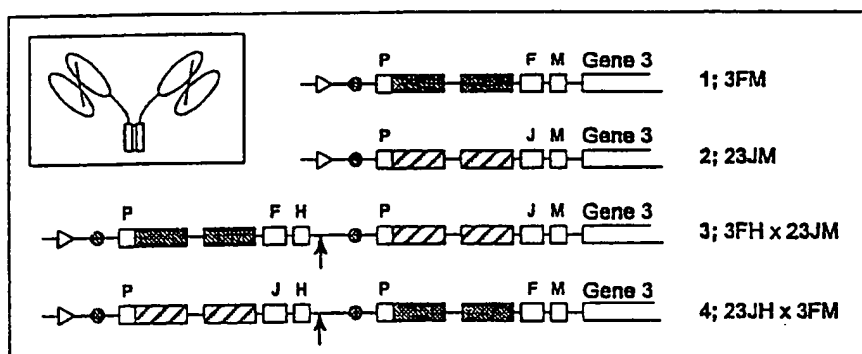 P F M Gene 3 1; 3FM
P J M Gene 3 2; 23JM
P F H P J M Gene 3 3; 3FH x 23JM
P J H P F M Gene 3 4; 23JH x 3FM